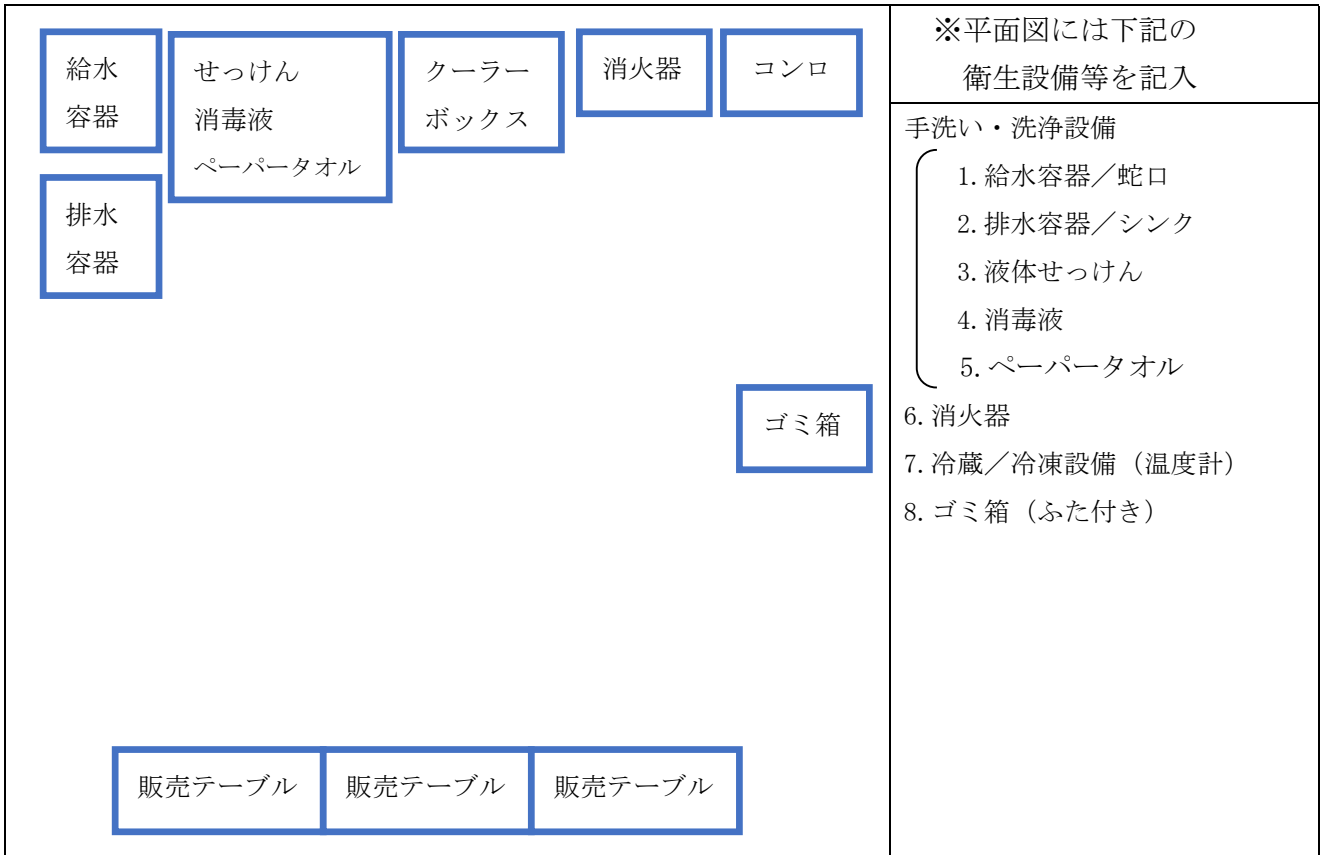 給水
容器
せっけん
消毒液
ペーパータオル
クーラー
ボックス
消火器
コンロ
排水
容器
ゴミ箱
販売テーブル
販売テーブル
販売テーブル
※平面図には下記の
衛生設備等を記入
手洗い・洗浄設備
1.給水容器／蛇口
2.排水容器／シンク
3.液体せっけん
4.消毒液
5.ペーパータオル
6.消火器
7.冷蔵／冷凍設備（温度計）
8.ゴミ箱（ふた付き）